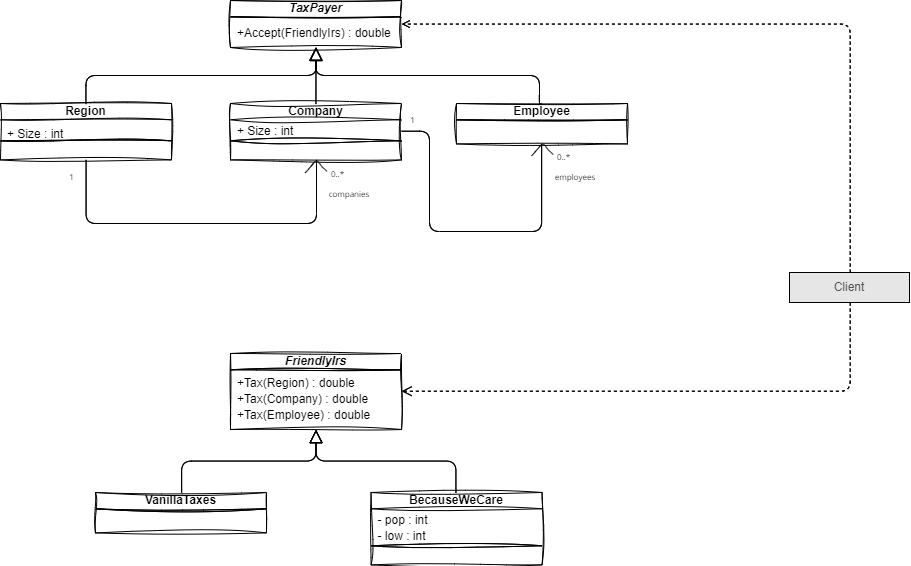 TaxPayer
+Accept(FriendlyIrs) : double
Region
+ Size : int
Company
+ Size : int
Employee
1
1
0..*
companies
0..*
employees
Client
FriendlyIrs
+Tax(Region) : double
+Tax(Company) : double
+Tax(Employee) : double
VanillaTaxes
BecauseWeCare
- pop : int
- low : int